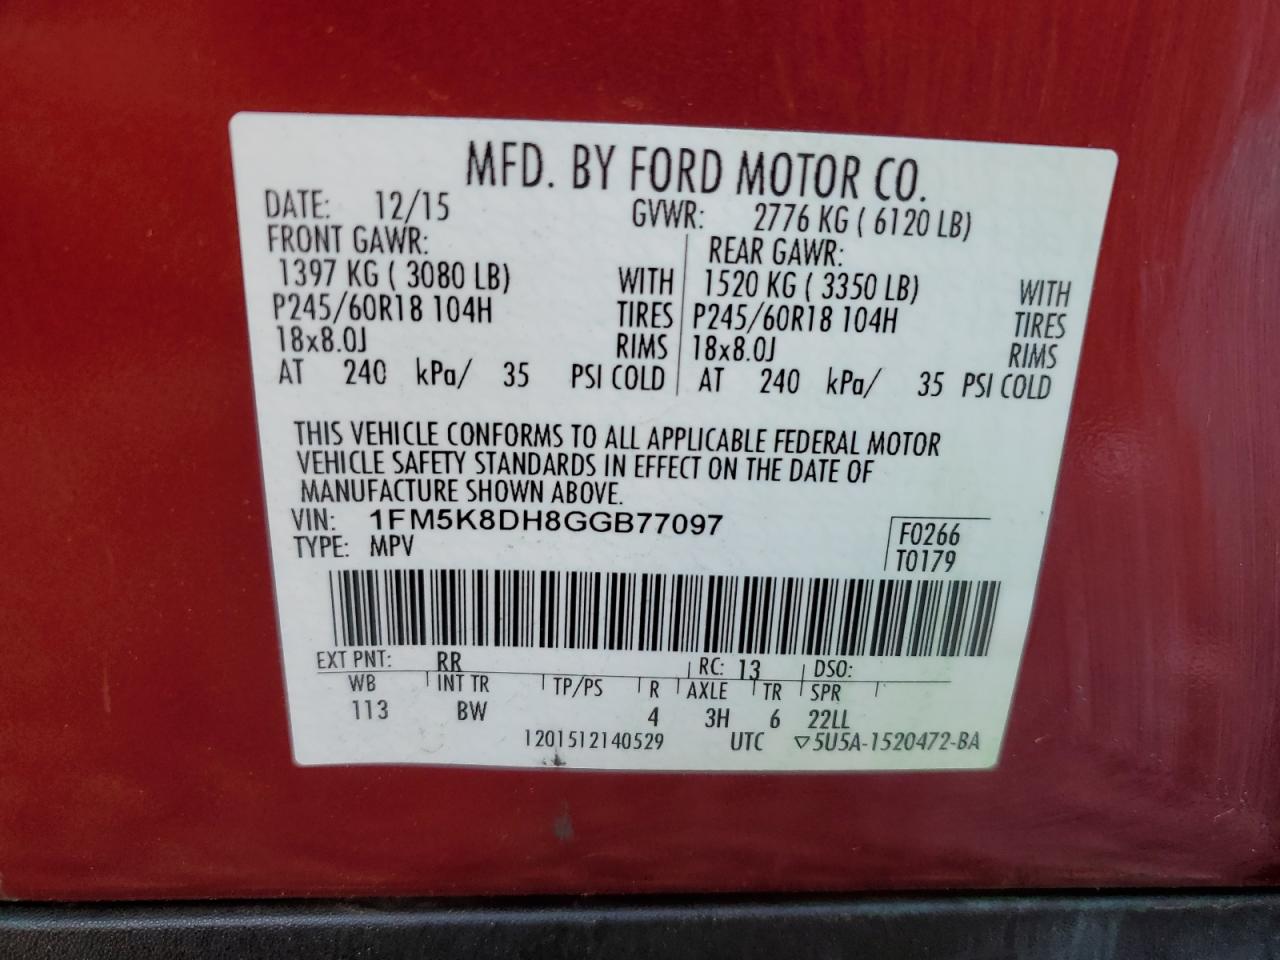 MFD. BY FORD MOTOR CO.
DATE: 12/15 GVWR: 2776 KG ( 6120 LB)
FRONT GAWR: REAR GAWR:
1397 KG ( 3080 LB) WITH 1520 KG ( 3350 LB) WITH
P245/60R18 104H TIRES P245/60R18 104H TIRES
18x8.0J RIMS 18x8.0J RIMS
AT 240 kPa/ 35 PSI COLD AT 240 kPa/ 35 PSI COLD
THIS VEHICLE CONFORMS TO ALL APPLICABLE FEDERAL MOTOR
VEHICLE SAFETY STANDARDS IN EFFECT ON THE DATE OF
MANUFACTURE SHOWN ABOVE.
VIN: 1FM5K8DH8GGB77097 F0266
TYPE: MPV T0179
EXT PNT: RR RC: 13 DSO:
WB INT TR TP/PS R AXLE TR SPR
113 BW 4 3H 6 22LL
1201512140529 UTC ▽5U5A-1520472-BA